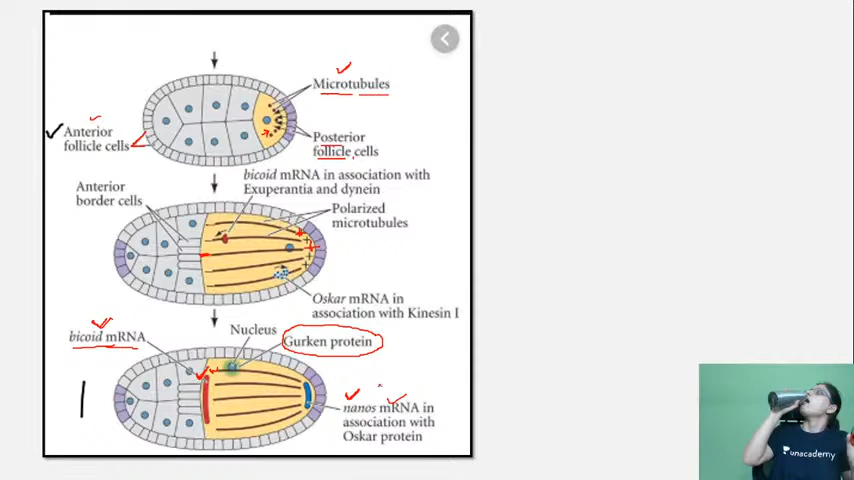 Microtubules
Anterior
follicle cells
Posterior
follicle cells
bicoid mRNA in association with
Exuperantia and dynein
Anterior
border cells
Polarized
microtubules
+
+
+
+
Oskar mRNA in
association with Kinesin I
bicoid mRNA
Nucleus
Gurken protein
nanos mRNA in
association with
Oskar protein
unacademy